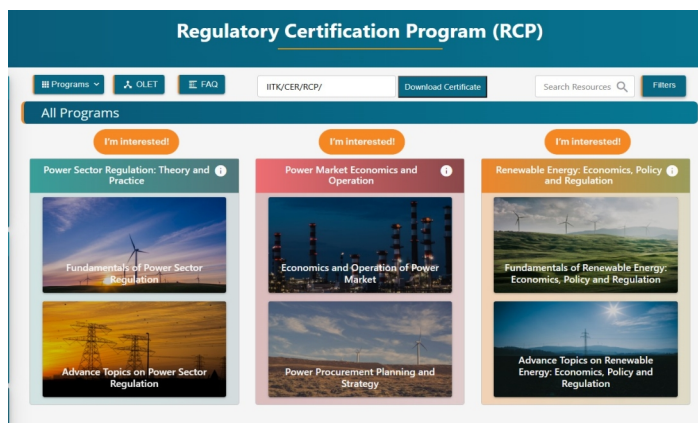 Regulatory Certification Program (RCP)
Programs
OLET
FAQ
IITK/CER/RCP/
Download Certificate
Search Resources
Filters
All Programs
I'm interested!
I'm interested!
I'm interested!
Power Sector Regulation: Theory and
Practice
Fundamentals of Power Sector
Regulation
Advance Topics on Power Sector
Regulation
Power Market Economics and
Operation
Economics and Operation of Power
Market
Power Procurement Planning and
Strategy
Renewable Energy: Economics, Policy
and Regulation
Fundamentals of Renewable Energy:
Economics, Policy and Regulation
Advance Topics on Renewable
Energy: Economics, Policy and
Regulation